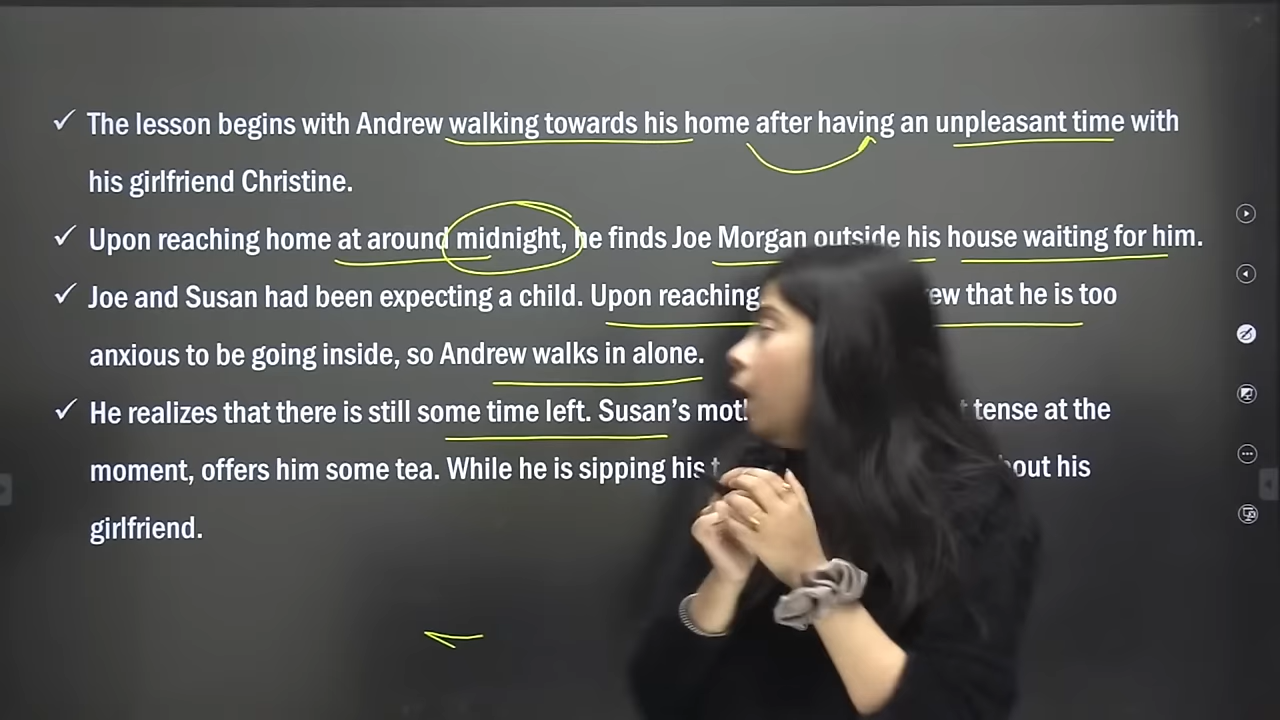 ✓ The lesson begins with Andrew walking towards his home after having an unpleasant time with
his girlfriend Christine.
✓ Upon reaching home at around midnight, he finds Joe Morgan outside his house waiting for him.
✓ Joe and Susan had been expecting a child. Upon reaching that he is too
anxious to be going inside, so Andrew walks in alone.
✓ He realizes that there is still some time left. Susan's tense at the
moment, offers him some tea. While he is sipping his his
girlfriend.